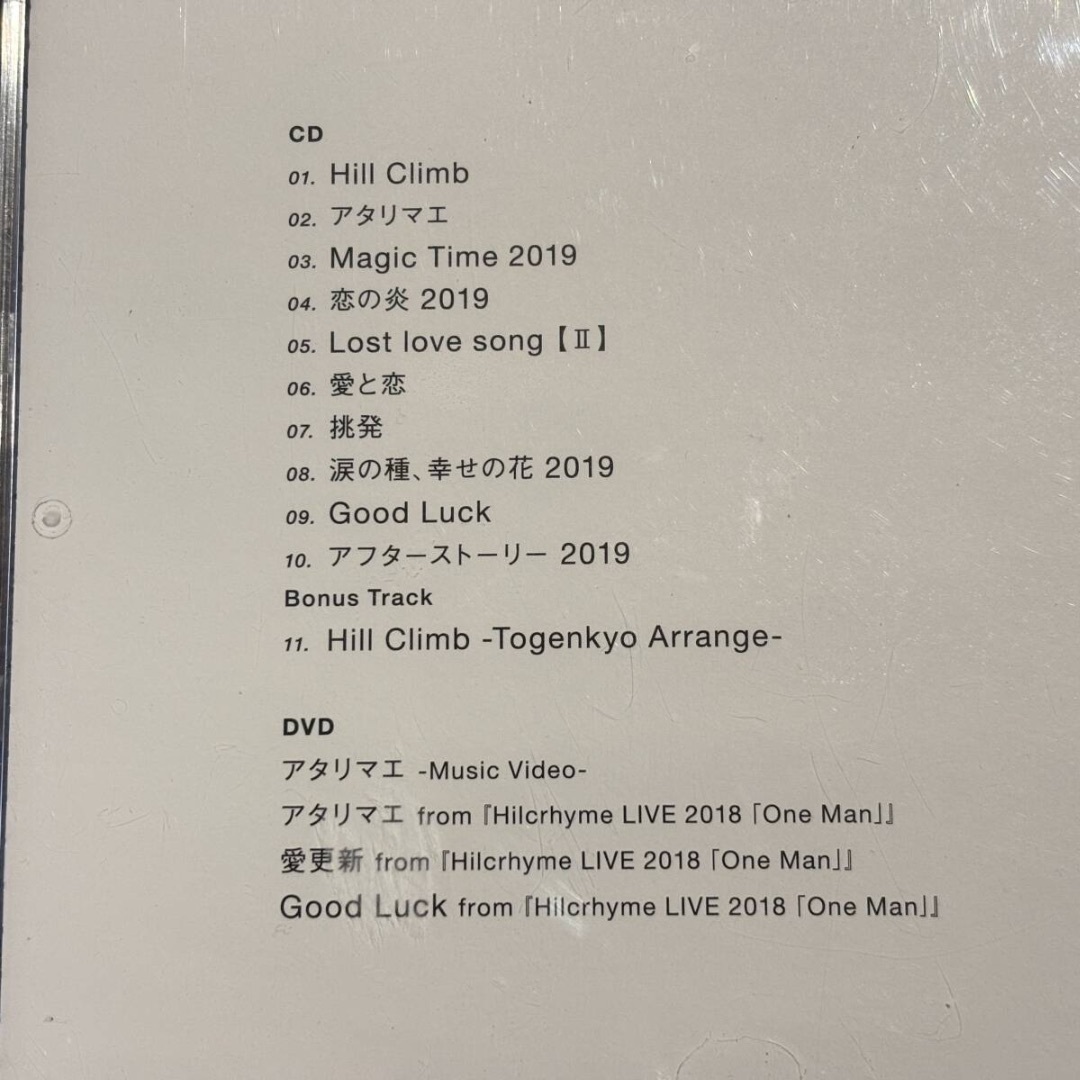 CD
01. Hill Climb
02. アタリマエ
03. Magic Time 2019
04. 恋の炎 2019
05. Lost love song【Ⅱ】
06. 愛と恋
07. 挑発
08. 涙の種、幸せの花 2019
09. Good Luck
10. アフターストーリー 2019
Bonus Track
11. Hill Climb -Togenkyo Arrange-
DVD
アタリマエ -Music Video-
アタリマエ from『Hilcrhyme LIVE 2018「One Man」』
愛更新 from『Hilcrhyme LIVE 2018「One Man」』
Good Luck from『Hilcrhyme LIVE 2018「One Man」』